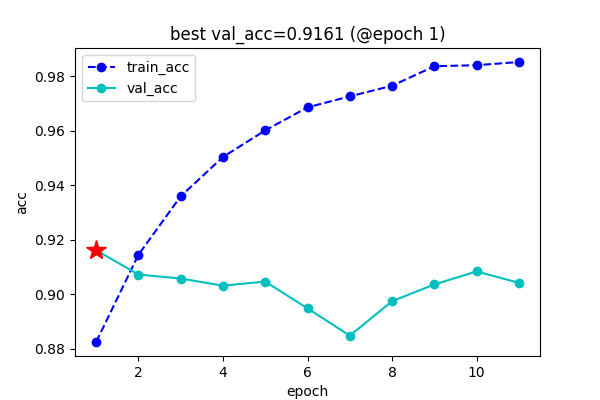 best val_acc=0.9161 (@epoch 1)
train_acc
val_acc
0.98
0.96
0.94
0.92
0.90
0.88
acc
2
4
6
8
10
epoch